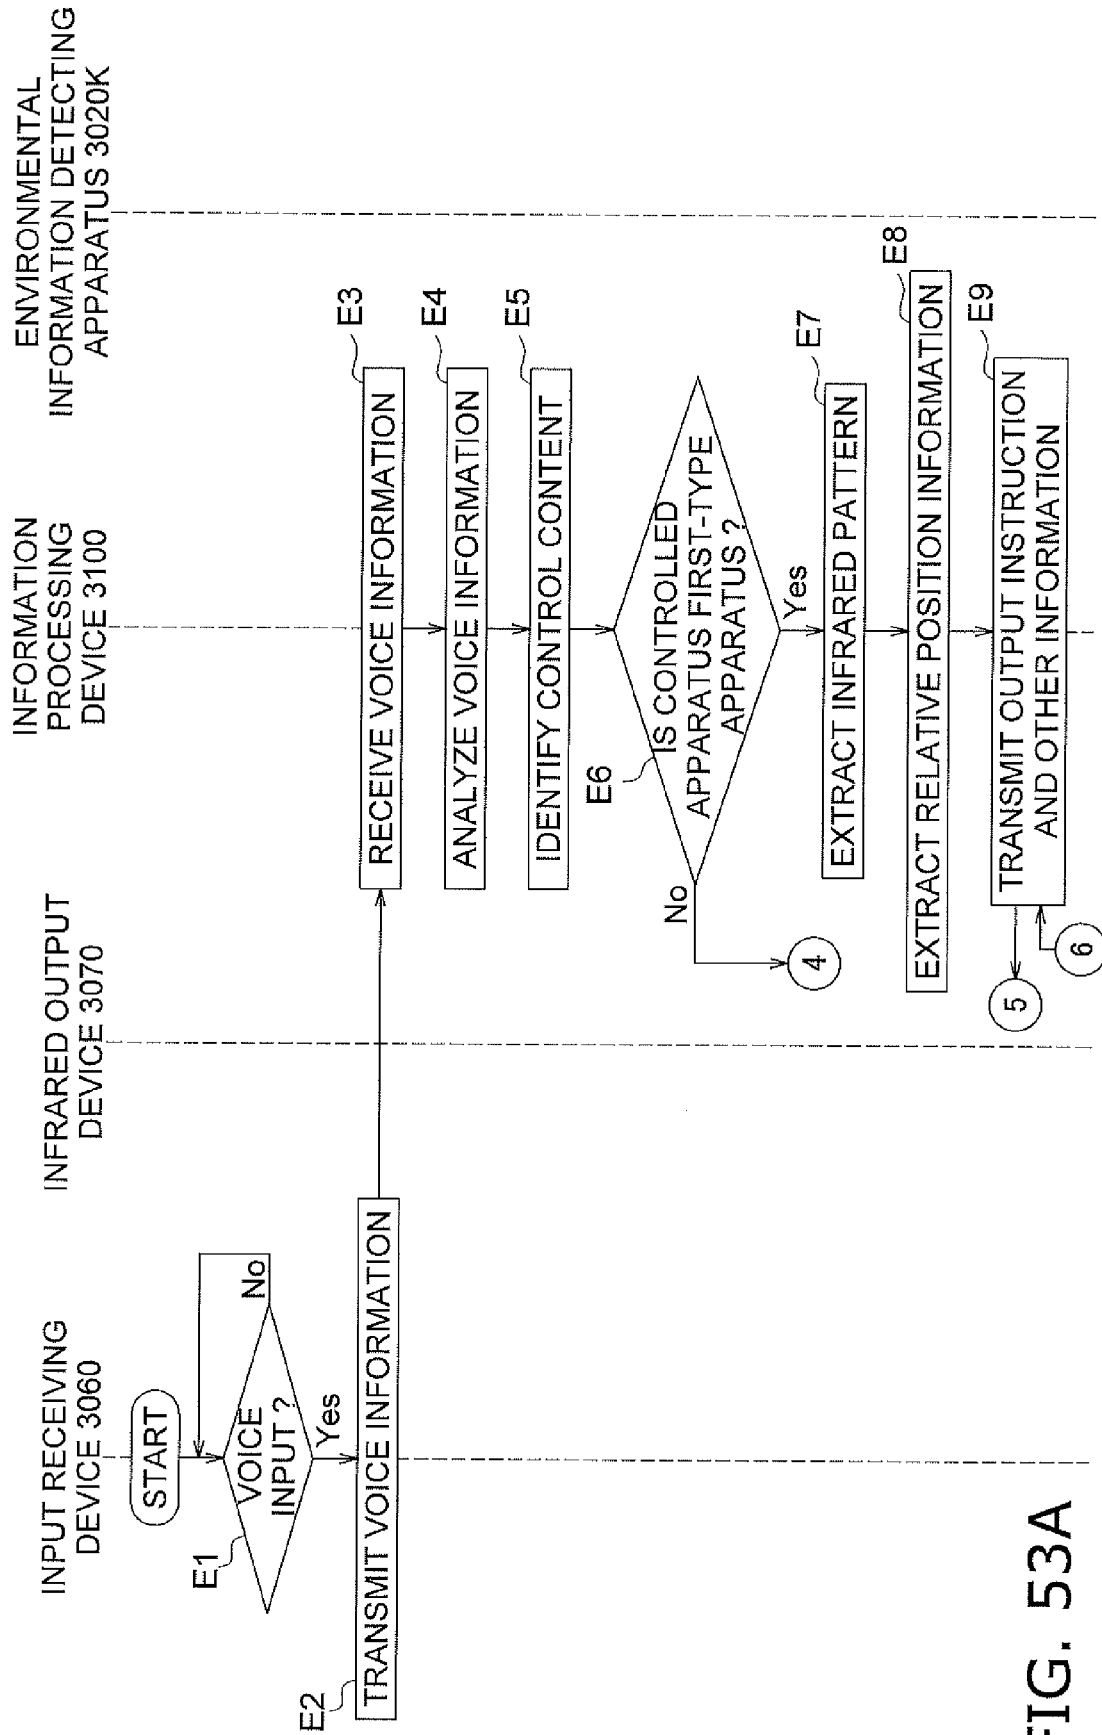 INPUT RECEIVING
DEVICE 3060
INFRARED OUTPUT
DEVICE 3070
INFORMATION
PROCESSING
DEVICE 3100
ENVIRONMENTAL
INFORMATION DETECTING
APPARATUS 3020K
START
E1
VOICE
INPUT ?
No
Yes
E2
TRANSMIT VOICE INFORMATION
E3
RECEIVE VOICE INFORMATION
E4
ANALYZE VOICE INFORMATION
E5
IDENTIFY CONTROL CONTENT
E6
IS CONTROLLED
APPARATUS FIRST-TYPE
APPARATUS ?
No
4
Yes
E7
EXTRACT INFRARED PATTERN
E8
EXTRACT RELATIVE POSITION INFORMATION
E9
TRANSMIT OUTPUT INSTRUCTION
AND OTHER INFORMATION
5
6
FIG. 53A